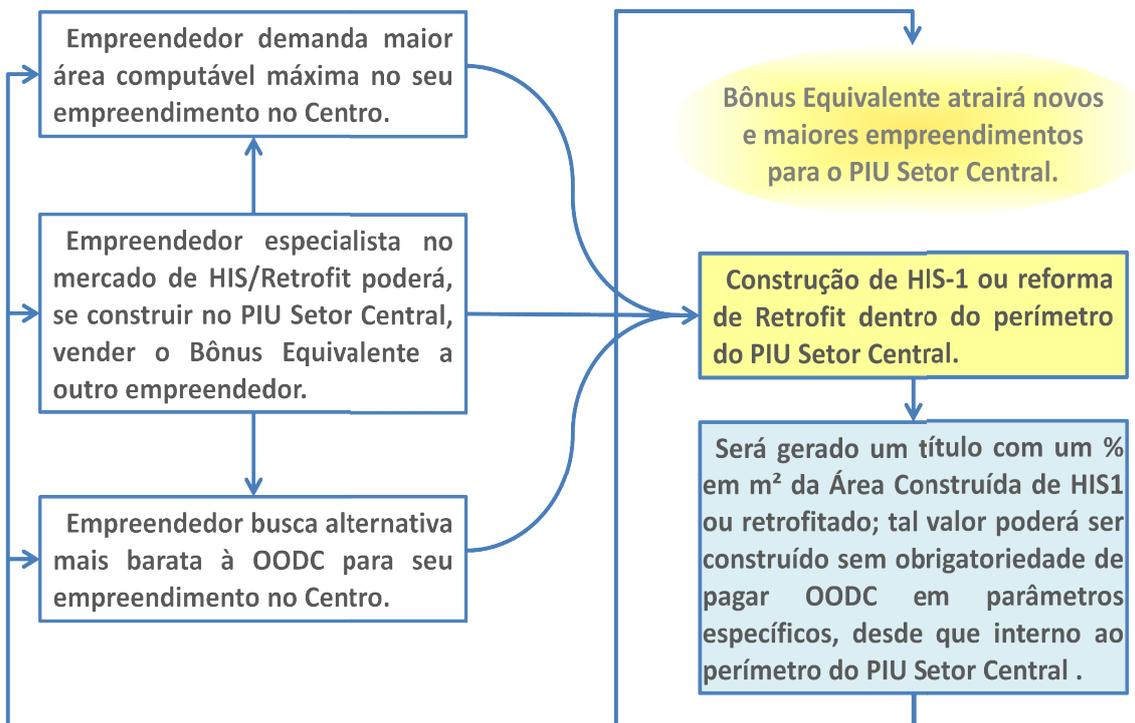 Empreendedor demanda maior
área computável máxima no seu
empreendimento no Centro.
Empreendedor especialista no
mercado de HIS/Retrofit poderá,
se construir no PIU Setor Central,
vender o Bônus Equivalente a
outro empreendedor.
Empreendedor busca alternativa
mais barata à OODC para seu
empreendimento no Centro.
Bônus Equivalente atrairá novos
e maiores empreendimentos
para o PIU Setor Central.
Construção de HIS-1 ou reforma
de Retrofit dentro do perímetro
do PIU Setor Central.
Será gerado um título com um %
em m² da Área Construída de HIS1
ou retrofitado; tal valor poderá ser
construído sem obrigatoriedade de
pagar OODC em parâmetros
específicos, desde que interno ao
perímetro do PIU Setor Central .